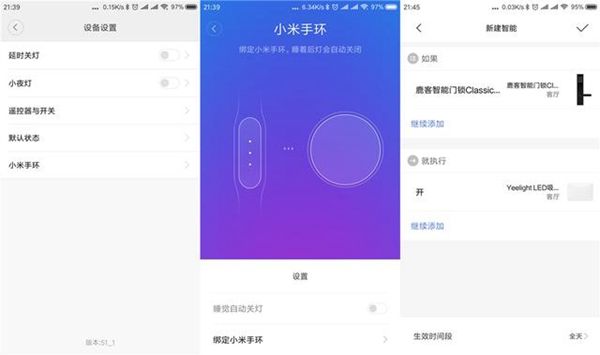 21:39
... 0.15K/s 95%
设备设置
延时关灯
小夜灯
遥控器与开关
默认状态
小米手环
版本:51_1
21:39
... 6.34K/s 95%
小米手环
绑定小米手环，睡着后灯会自动关闭
设置
睡觉自动关灯
绑定小米手环
21:45
... 0.03K/s 97%
新建智能
如果
鹿客智能门锁Classic...
鹿客智能门锁Cl...
客厅
继续添加
就执行
开
Yeelight LED吸...
客厅
继续添加
生效时间段
全天